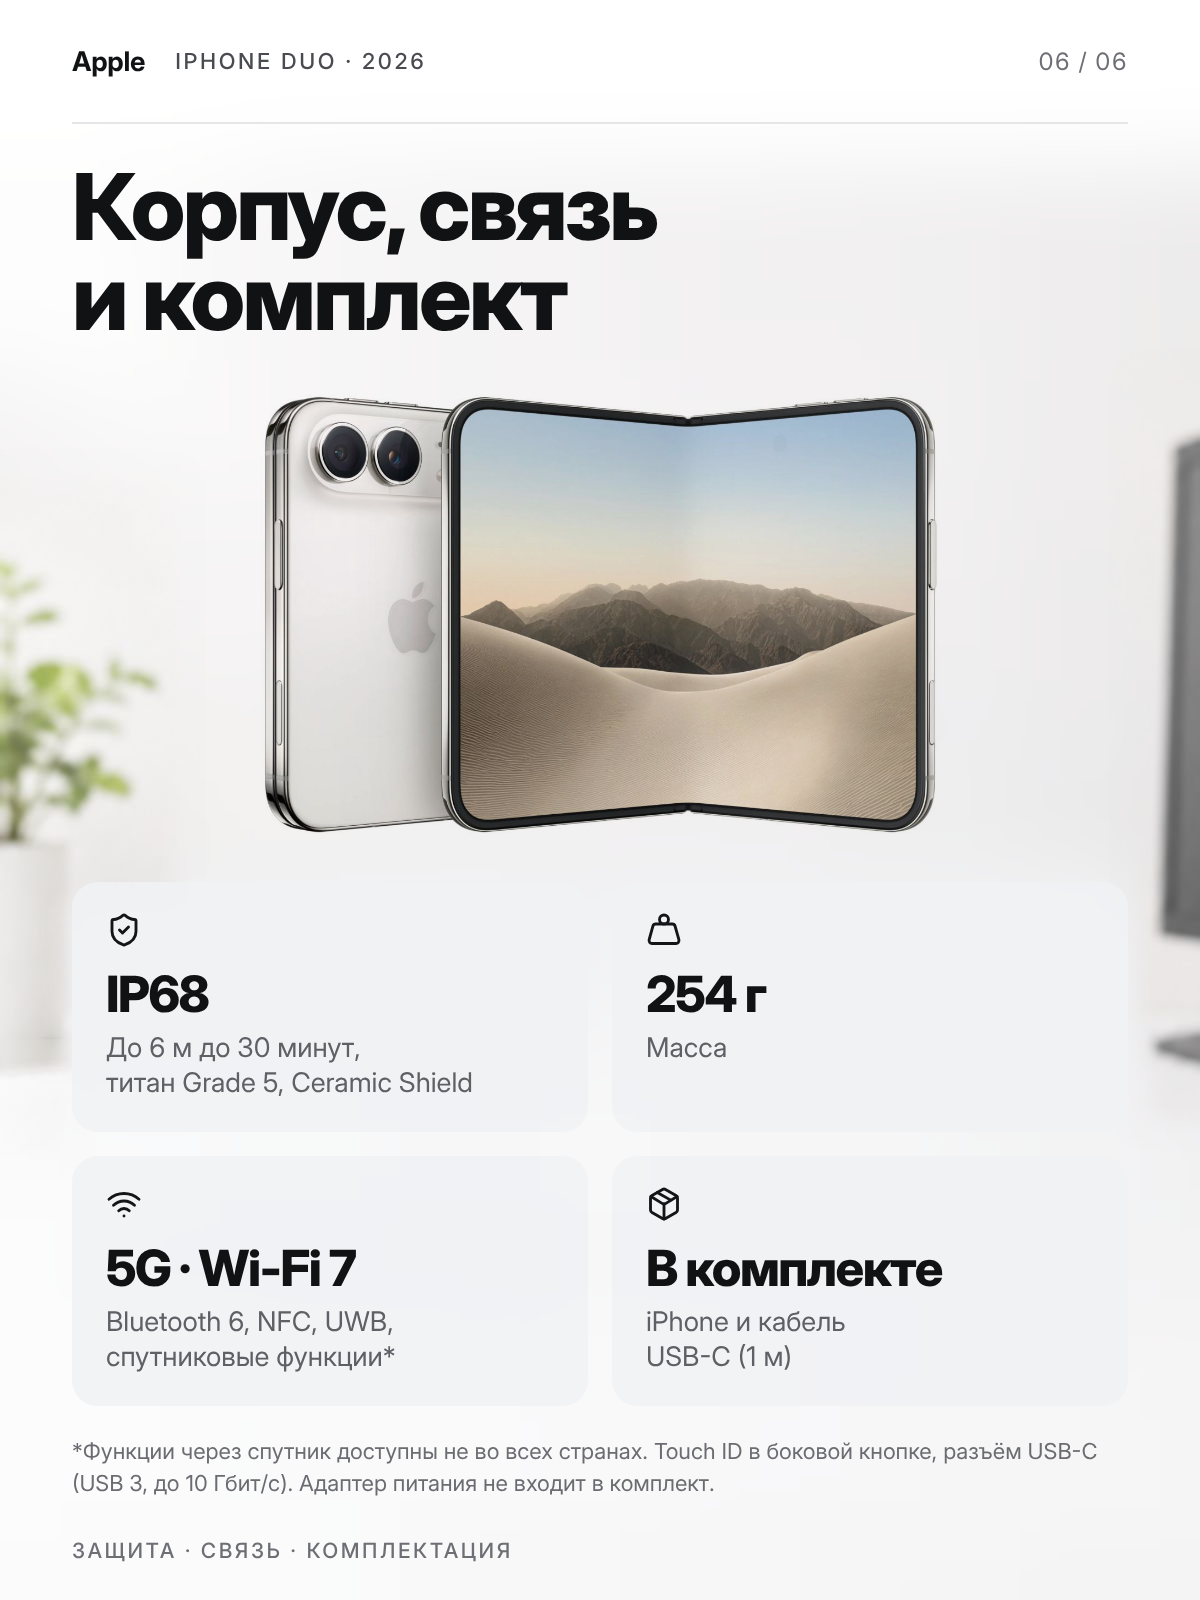 Apple IPHONE DUO · 2026 06 / 06
Корпус, связь
и комплект
IP68
До 6 м до 30 минут,
титан Grade 5, Ceramic Shield
254 г
Масса
5G · Wi-Fi 7
Bluetooth 6, NFC, UWB,
спутниковые функции*
В комплекте
iPhone и кабель
USB-C (1 м)
*Функции через спутник доступны не во всех странах. Touch ID в боковой кнопке, разъём USB-C
(USB 3, до 10 Гбит/с). Адаптер питания не входит в комплект.
ЗАЩИТА · СВЯЗЬ · КОМПЛЕКТАЦИЯ